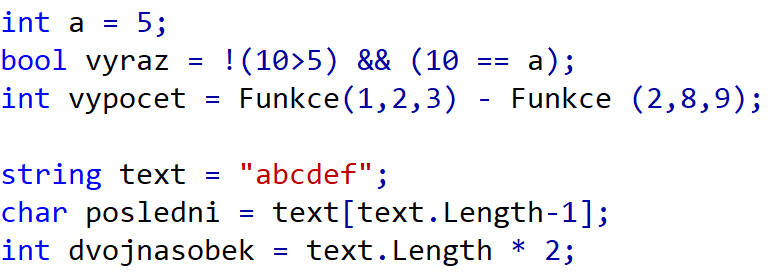 int a = 5;
bool vyraz = !(10>5) && (10 == a);
int vypocet = Funkce(1,2,3) - Funkce (2,8,9);
string text = "abcdef";
char posledni = text[text.Length-1];
int dvojnasobek = text.Length * 2;